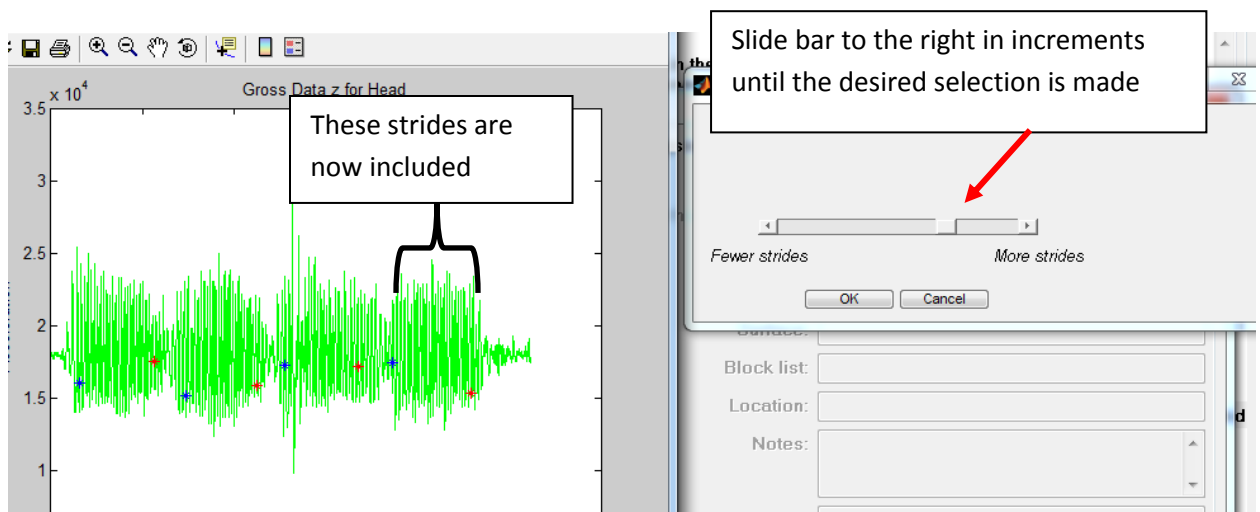 Slide bar to the right in increments
until the desired selection is made
x 10⁴
Gross Data z for Head
These strides are
now included
3.5
3
2.5
2
1.5
1
Fewer strides
More strides
OK
Cancel
Block list:
Location:
Notes: